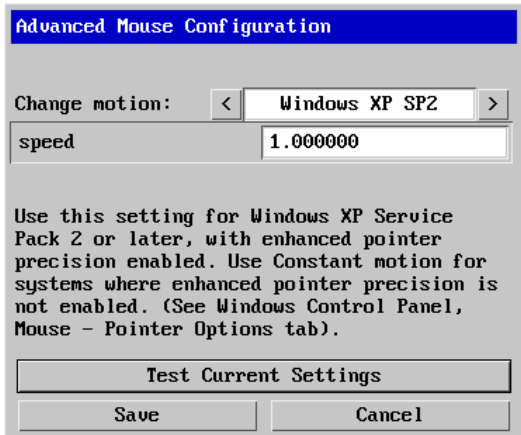 Advanced Mouse Configuration
Change motion: < Windows XP SP2 >
speed 1.000000
Use this setting for Windows XP Service
Pack 2 or later, with enhanced pointer
precision enabled. Use Constant motion for
systems where enhanced pointer precision is
not enabled. (See Windows Control Panel,
Mouse - Pointer Options tab).
Test Current Settings
Save Cancel